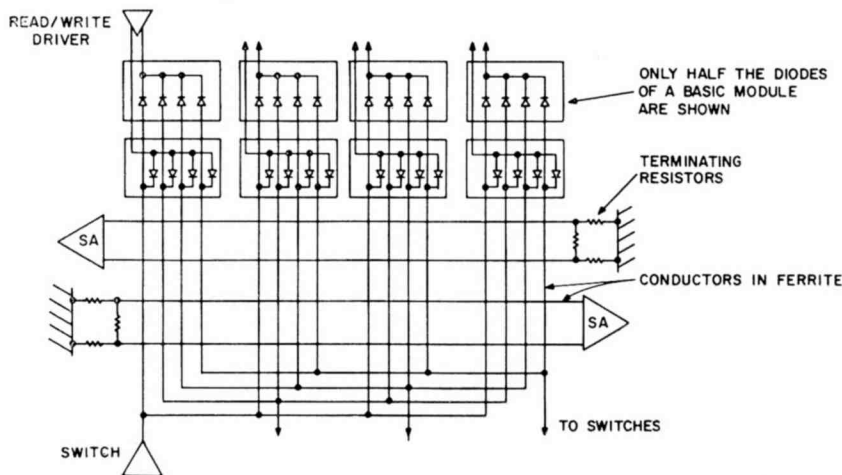 READ/WRITE
DRIVER
ONLY HALF THE DIODES
OF A BASIC MODULE
ARE SHOWN
TERMINATING
RESISTORS
SA
CONDUCTORS IN FERRITE
SA
TO SWITCHES
SWITCH